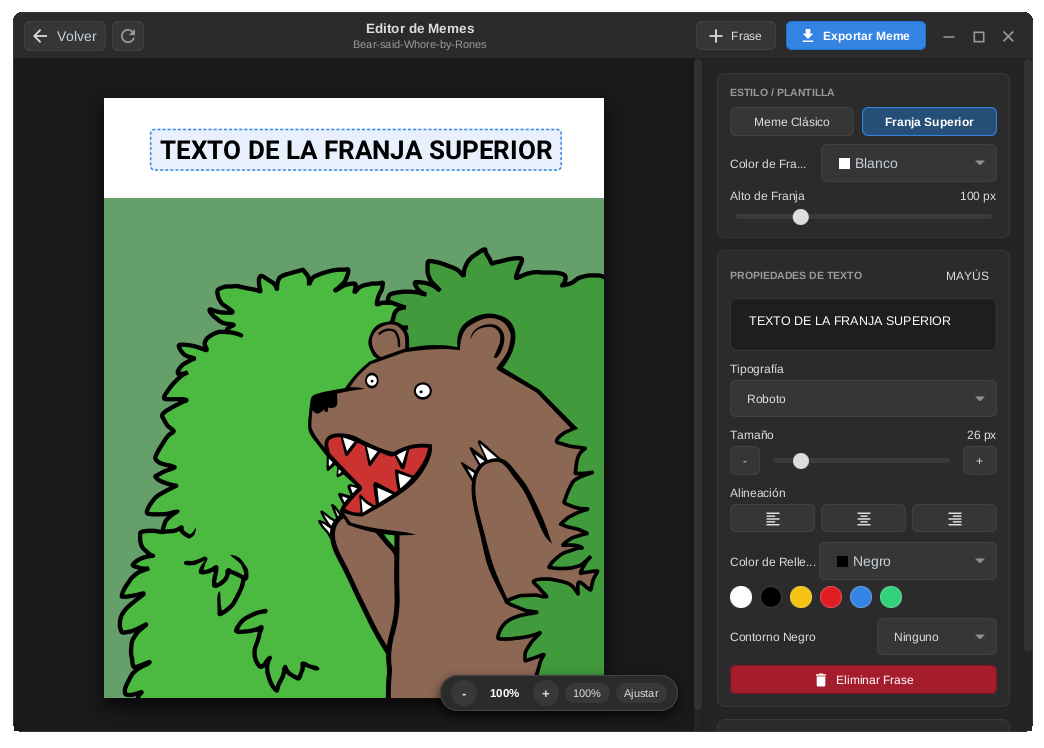 Volver
Editor de Memes
Bear-said-Whore-by-Rones
Frase
Exportar Meme
TEXTO DE LA FRANJA SUPERIOR
- 100% + 100% Ajustar
ESTILO / PLANTILLA
Meme Clásico Franja Superior
Color de Fra... Blanco
Alto de Franja 100 px
PROPIEDADES DE TEXTO MAYÚS
TEXTO DE LA FRANJA SUPERIOR
Tipografía
Roboto
Tamaño 26 px
- +
Alineación
Color de Relle... Negro
Contorno Negro Ninguno
Eliminar Frase